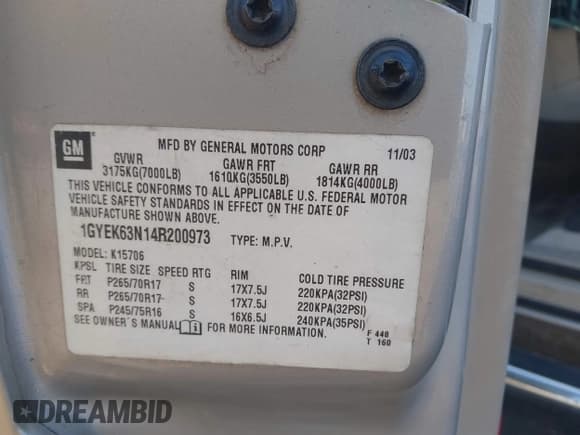 GM
MFD BY GENERAL MOTORS CORP 11/03
GVWR GAWR FRT GAWR RR
3175KG(7000LB) 1610KG(3550LB) 1814KG(4000LB)
THIS VEHICLE CONFORMS TO ALL APPLICABLE U.S. FEDERAL MOTOR
VEHICLE SAFETY STANDARDS IN EFFECT ON THE DATE OF
MANUFACTURE SHOWN ABOVE.
1GYEK63N14R200973 TYPE: M.P.V.
MODEL: K15706
KPSL TIRE SIZE SPEED RTG RIM COLD TIRE PRESSURE
FRT P265/70R17 S 17X7.5J 220KPA(32PSI)
RR P265/70R17 S 17X7.5J 220KPA(32PSI)
SPA P245/75R16 S 16X6.5J 240KPA(35PSI)
SEE OWNER'S MANUAL FOR MORE INFORMATION.
F 440
T 160
DREAMBID